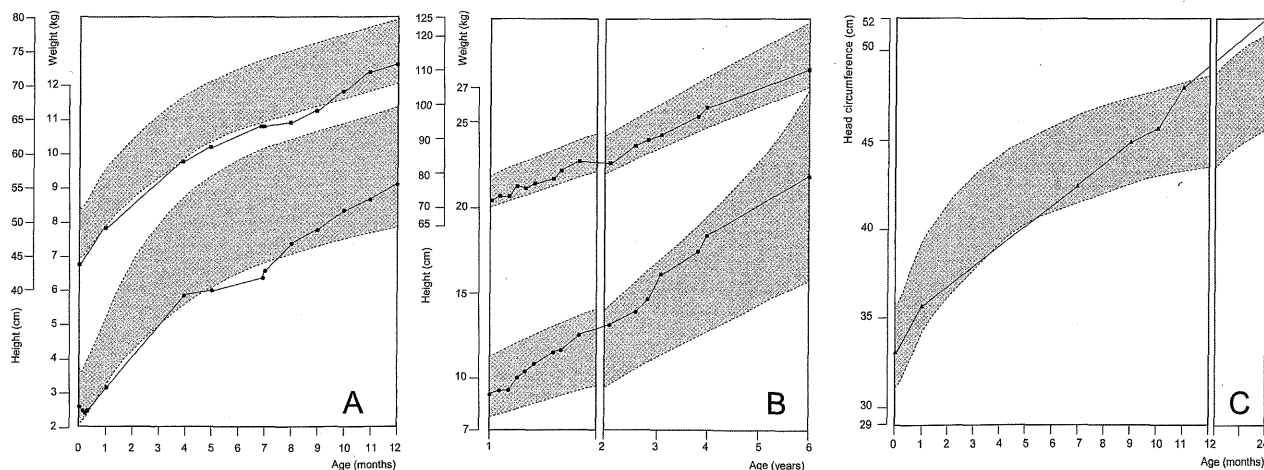 80
75
70
65
60
55
50
45
40
Height (cm)
Weight (kg)
12
11
10
9
8
7
6
5
4
3
2
0 1 2 3 4 5 6 7 8 9 10 11 12
Age (months)
A
125
120
110
100
90
80
70
65
Height (cm)
Weight (kg)
27
25
20
15
10
7
1 2 3 4 5 6
Age (years)
B
Head circumference (cm)
52
50
45
40
35
30
29
0 1 2 3 4 5 6 7 8 9 10 11 12 24
Age (months)
C